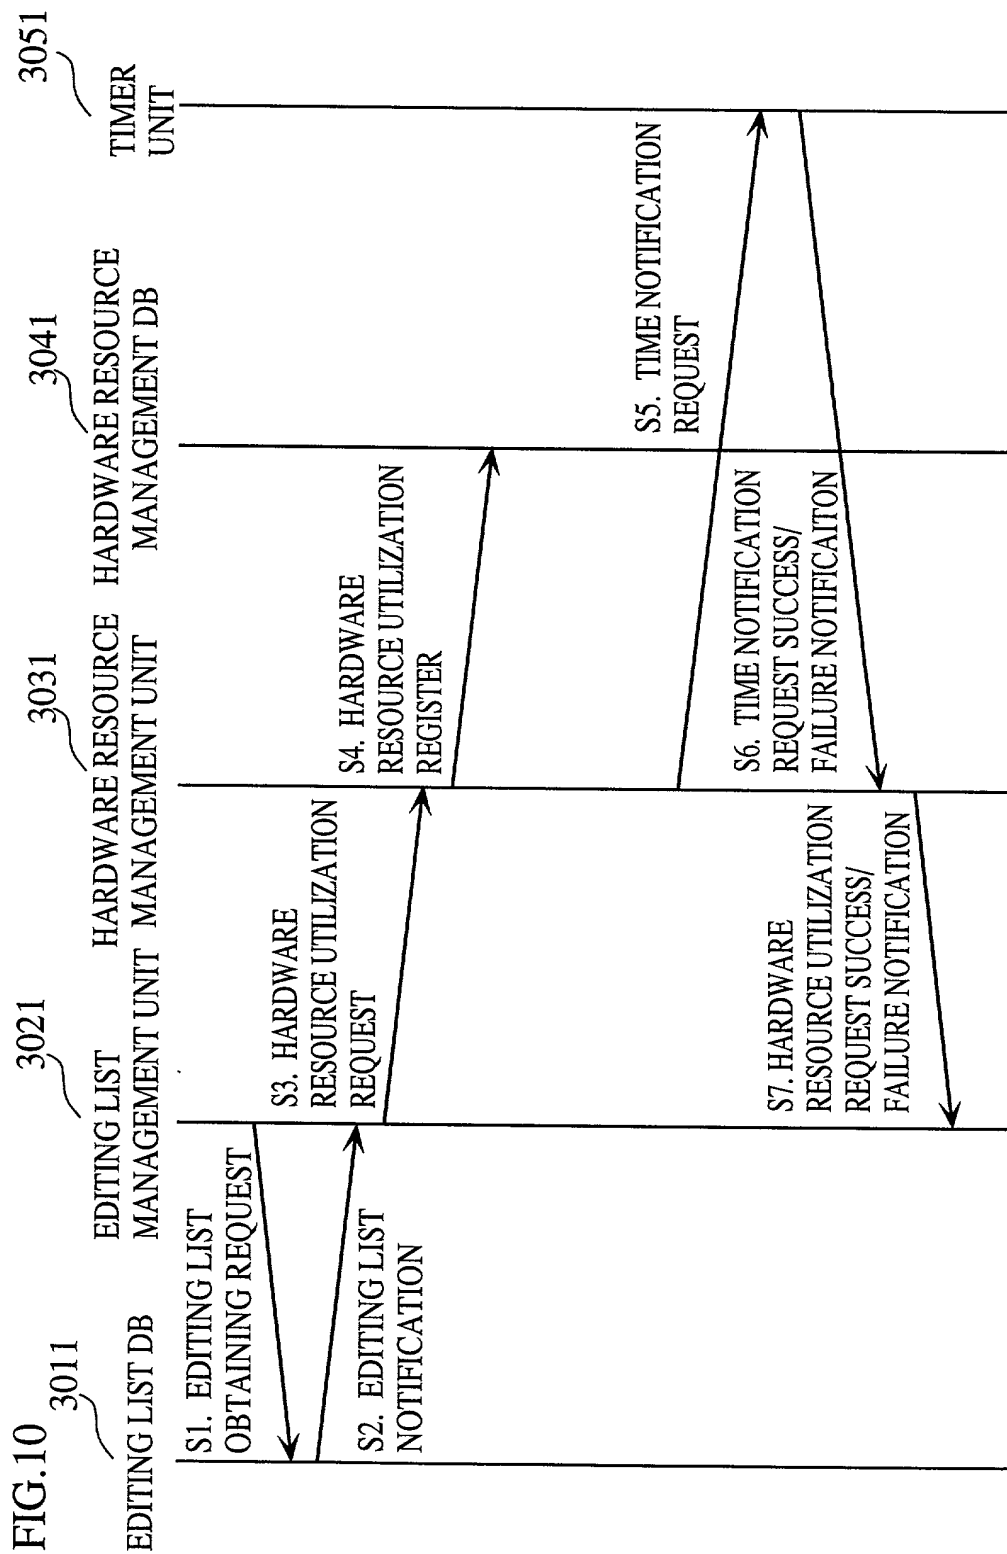 FIG.10
3011
EDITING LIST DB
3021
EDITING LIST
MANAGEMENT UNIT
3031
HARDWARE RESOURCE
MANAGEMENT UNIT
3041
HARDWARE RESOURCE
MANAGEMENT DB
3051
TIMER
UNIT
S1. EDITING LIST
OBTAINING REQUEST
S2. EDITING LIST
NOTIFICATION
S3. HARDWARE
RESOURCE UTILIZATION
REQUEST
S4. HARDWARE
RESOURCE UTILIZATION
REGISTER
S5. TIME NOTIFICATION
REQUEST
S6. TIME NOTIFICATION
REQUEST SUCCESS/
FAILURE NOTIFICAITON
S7. HARDWARE
RESOURCE UTILIZATION
REQUEST SUCCESS/
FAILURE NOTIFICATION